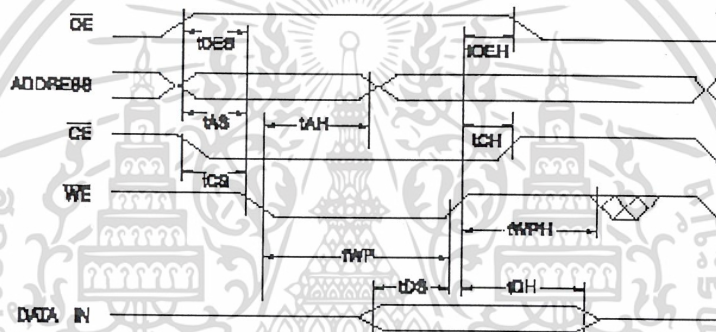 OE
tOES
tOEH
ADDRESS
tAS
tAH
CE
tCH
tCS
WE
tWPH
tWP
tDS
tDH
DATA IN